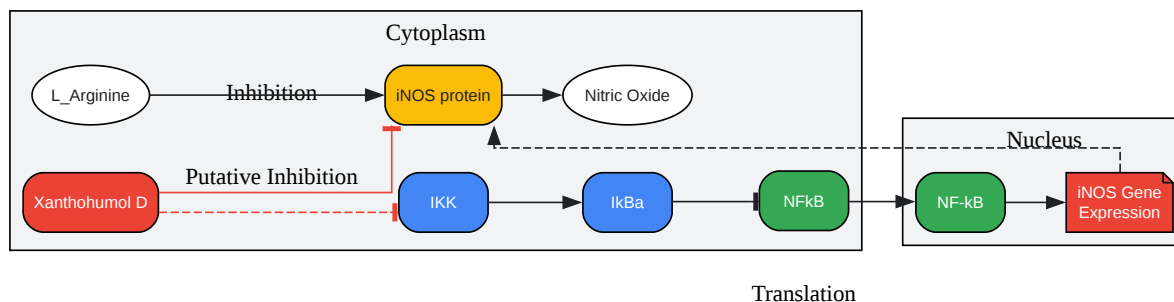 Cytoplasm
L_Arginine
Inhibition
iNOS protein
Nitric Oxide
Nucleus
Xanthohumol D
Putative Inhibition
IKK
IkBa
NFkB
NF-kB
iNOS Gene
Expression
Translation